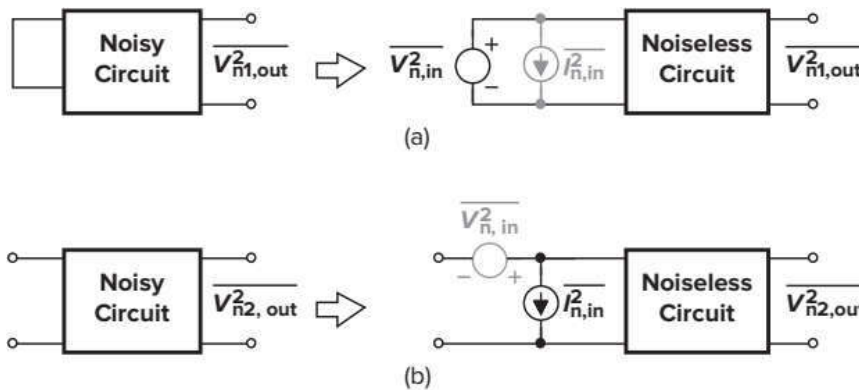 Noisy
Circuit
V²n1,out
V²n,in
+
−
I²n,in
Noiseless
Circuit
V²n1,out
(a)
V²n, in
− +
Noisy
Circuit
V²n2, out
I²n,in
Noiseless
Circuit
V²n2,out
(b)